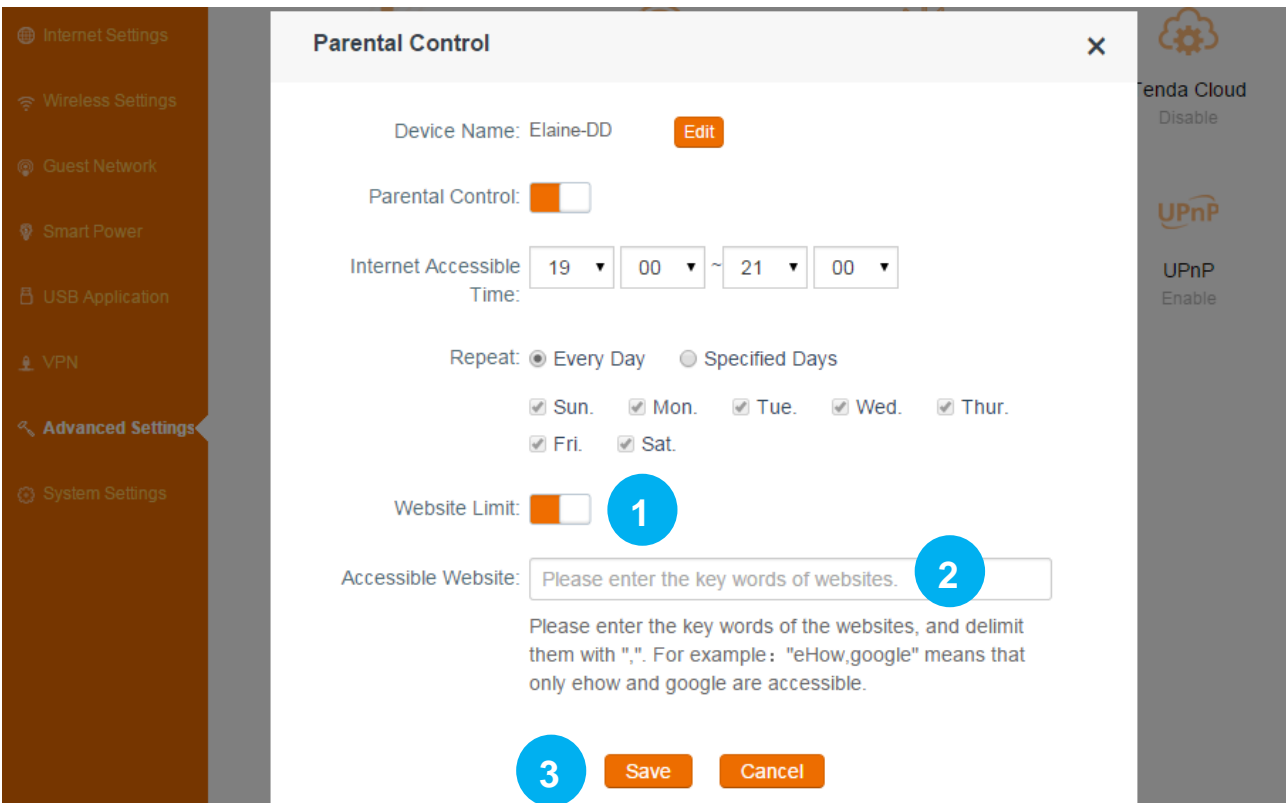 Internet Settings
Wireless Settings
Guest Network
Smart Power
USB Application
VPN
Advanced Settings
System Settings
Parental Control
×
Device Name: Elaine-DD Edit
Parental Control:
Internet Accessible
Time: 19 00 ~ 21 00
Repeat: Every Day Specified Days
Sun. Mon. Tue. Wed. Thur.
Fri. Sat.
Website Limit: 1
Accessible Website: Please enter the key words of websites. 2
Please enter the key words of the websites, and delimit
them with ",". For example："eHow,google" means that
only ehow and google are accessible.
3 Save Cancel
Tenda Cloud
Disable
UPnP
UPnP
Enable